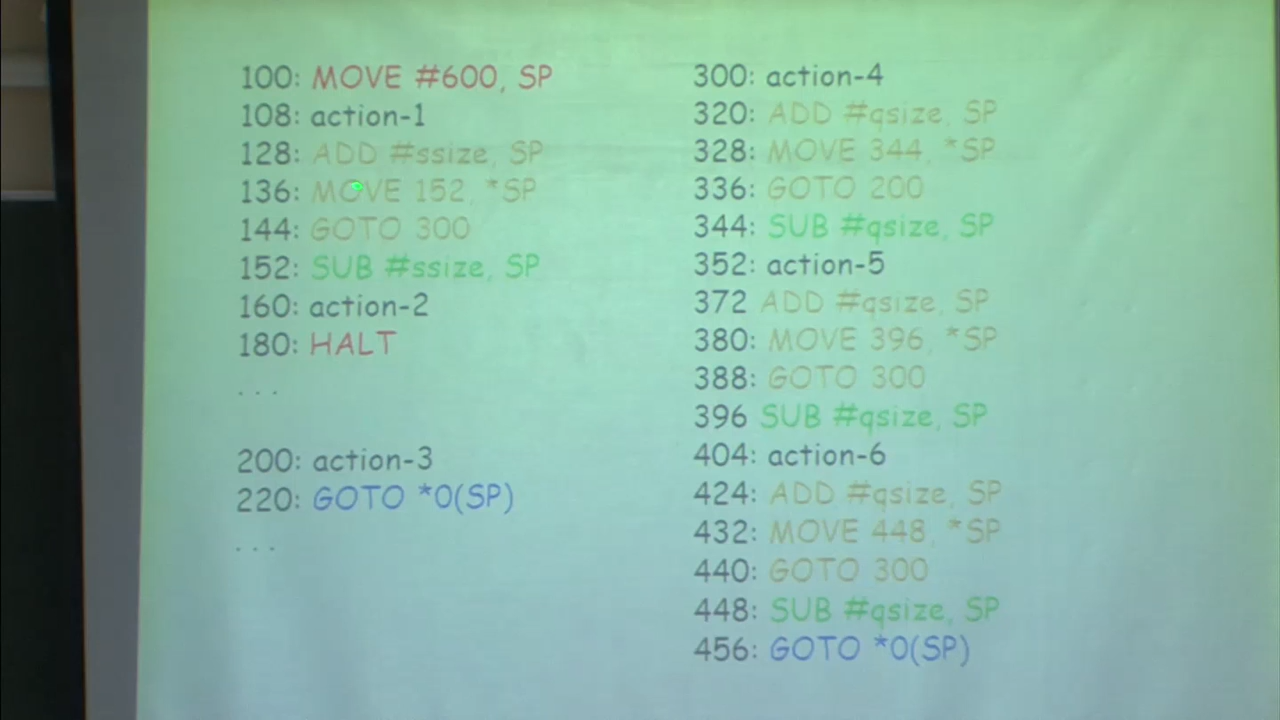 100: MOVE #600, SP
108: action-1
128: ADD #ssize, SP
136: MOVE 152, *SP
144: GOTO 300
152: SUB #ssize, SP
160: action-2
180: HALT
...
200: action-3
220: GOTO *0(SP)
...
300: action-4
320: ADD #qsize, SP
328: MOVE 344, *SP
336: GOTO 200
344: SUB #qsize, SP
352: action-5
372 ADD #qsize, SP
380: MOVE 396, *SP
388: GOTO 300
396 SUB #qsize, SP
404: action-6
424: ADD #qsize, SP
432: MOVE 448, *SP
440: GOTO 300
448: SUB #qsize, SP
456: GOTO *0(SP)